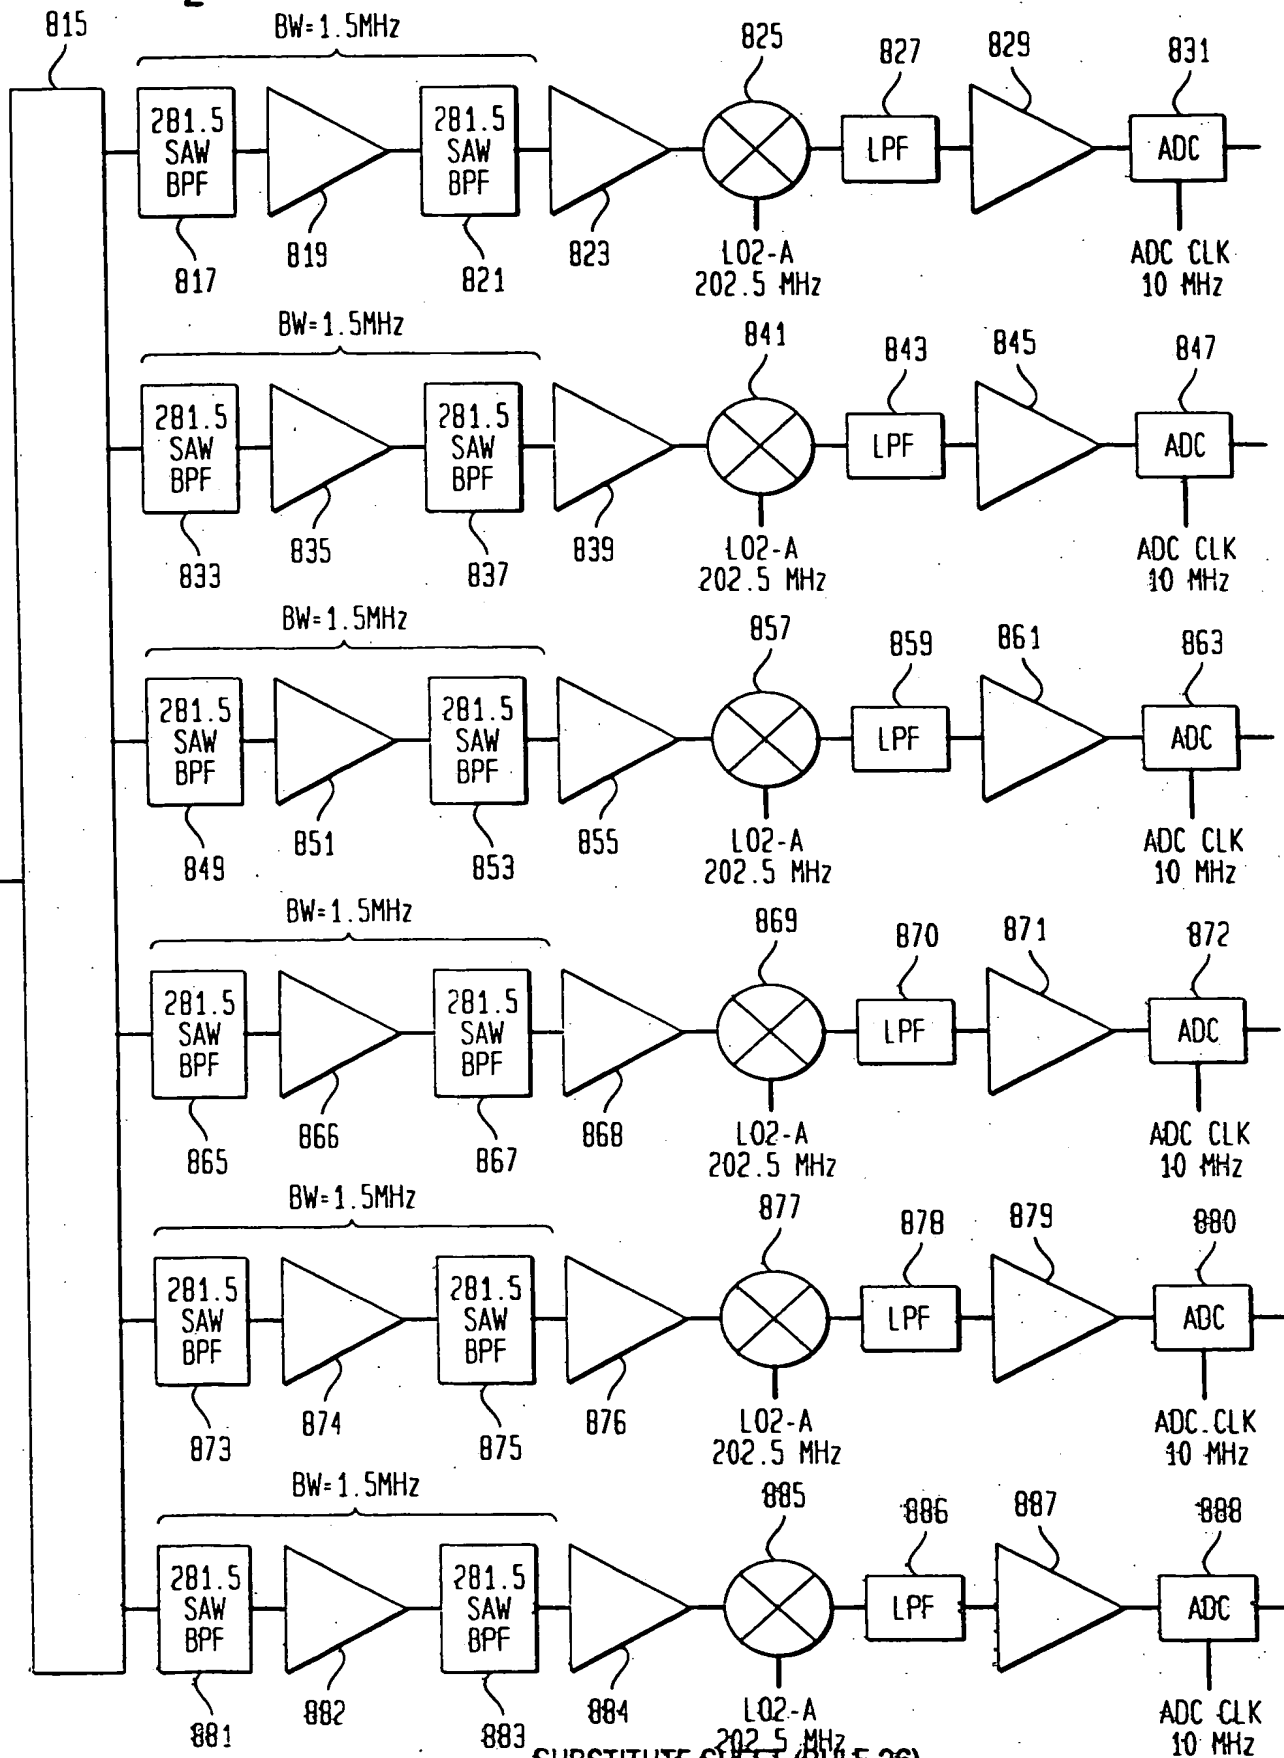 815
BW=1.5MHz
825
827
829
831
281.5
SAW
BPF
281.5
SAW
BPF
LPF
ADC
817
819
821
823
LO2-A
202.5 MHz
ADC CLK
10 MHz
BW=1.5MHz
841
843
845
847
281.5
SAW
BPF
281.5
SAW
BPF
LPF
ADC
833
835
837
839
LO2-A
202.5 MHz
ADC CLK
10 MHz
BW=1.5MHz
857
859
861
863
281.5
SAW
BPF
281.5
SAW
BPF
LPF
ADC
849
851
853
855
LO2-A
202.5 MHz
ADC CLK
10 MHz
BW=1.5MHz
869
870
871
872
281.5
SAW
BPF
281.5
SAW
BPF
LPF
ADC
865
866
867
868
LO2-A
202.5 MHz
ADC CLK
10 MHz
BW=1.5MHz
877
878
879
880
281.5
SAW
BPF
281.5
SAW
BPF
LPF
ADC
873
874
875
876
LO2-A
202.5 MHz
ADC CLK
10 MHz
BW=1.5MHz
885
886
887
888
281.5
SAW
BPF
281.5
SAW
BPF
LPF
ADC
881
882
883
884
LO2-A
202.5 MHz
ADC CLK
10 MHz
SUBSTITUTE SHEET (RULE 26)